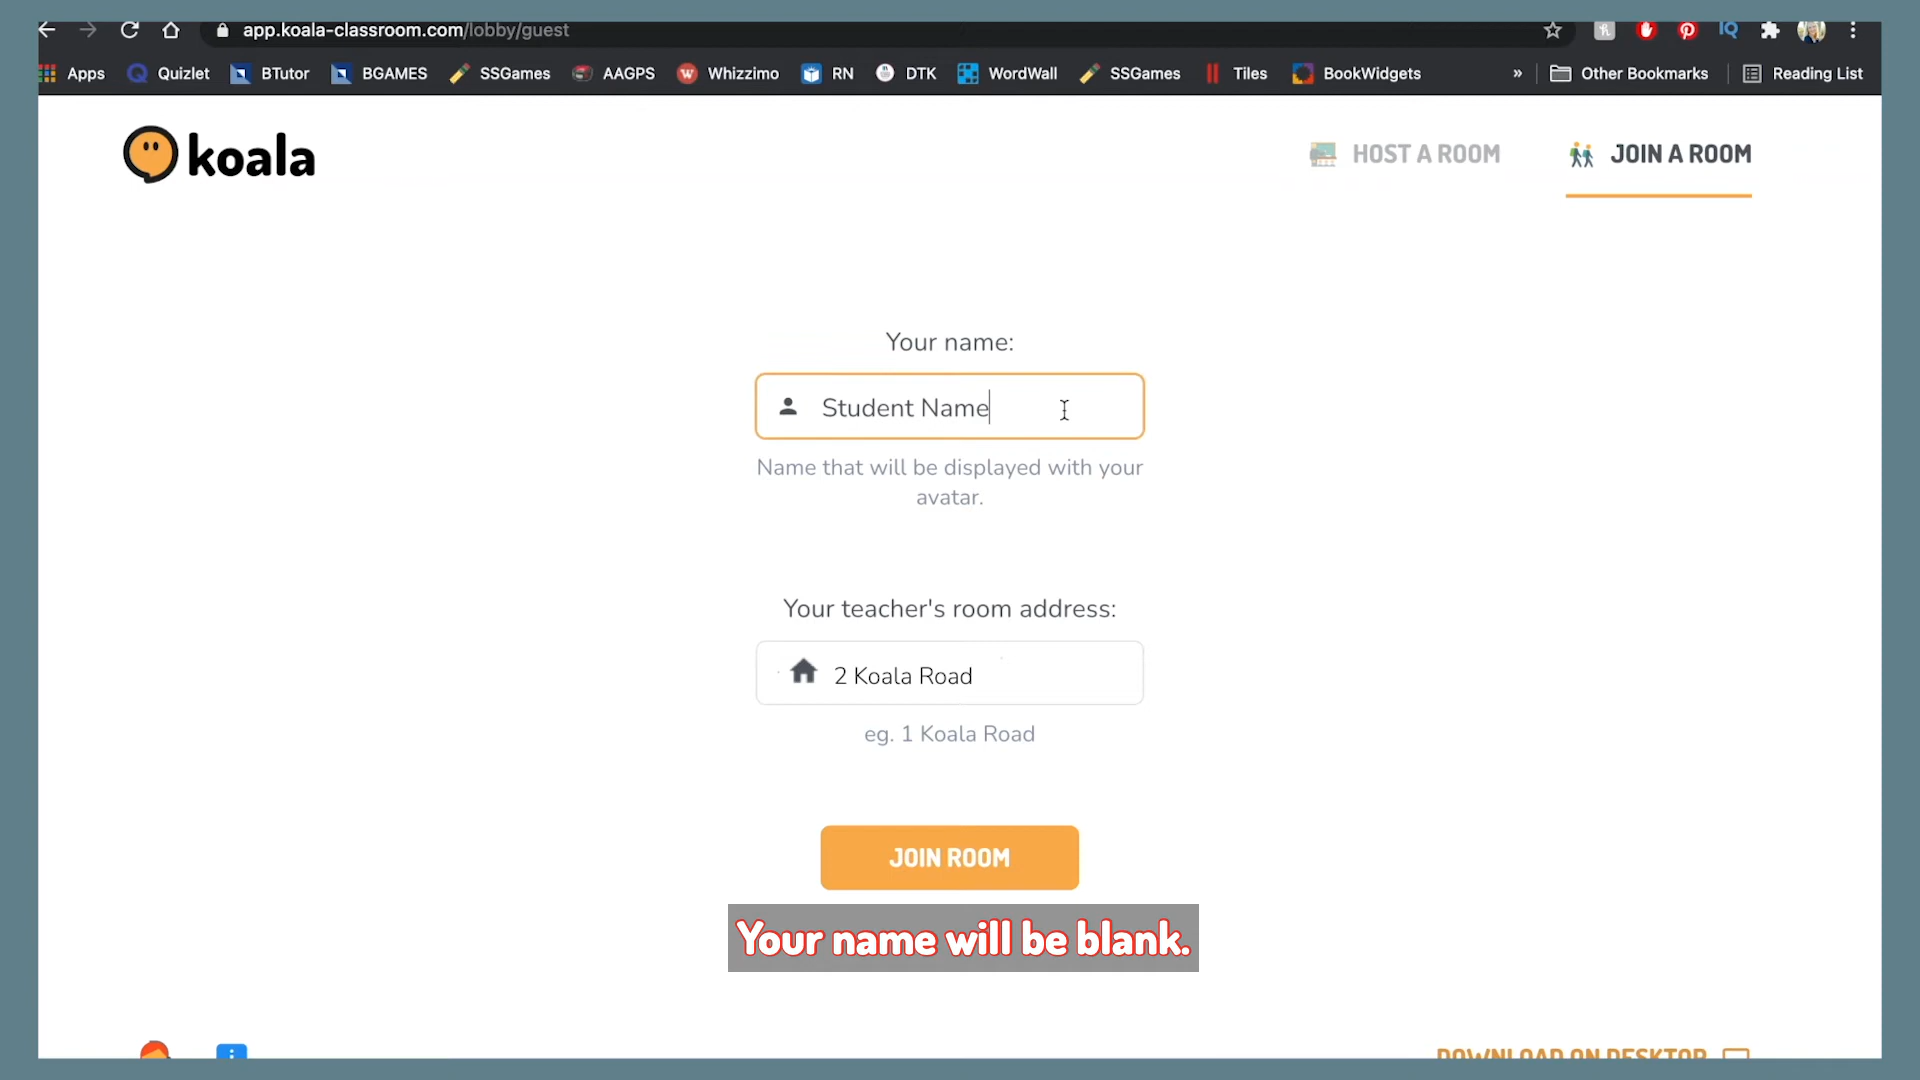 app.koala-classroom.com/lobby/guest
Apps Quizlet BTutor BGAMES SSGames AAGPS Whizzimo RN DTK WordWall SSGames Tiles BookWidgets » Other Bookmarks Reading List
koala
HOST A ROOM JOIN A ROOM
Your name:
Student Name
Name that will be displayed with your
avatar.
Your teacher's room address:
2 Koala Road
eg. 1 Koala Road
JOIN ROOM
Your name will be blank.
DOWNLOAD ON DESKTOP